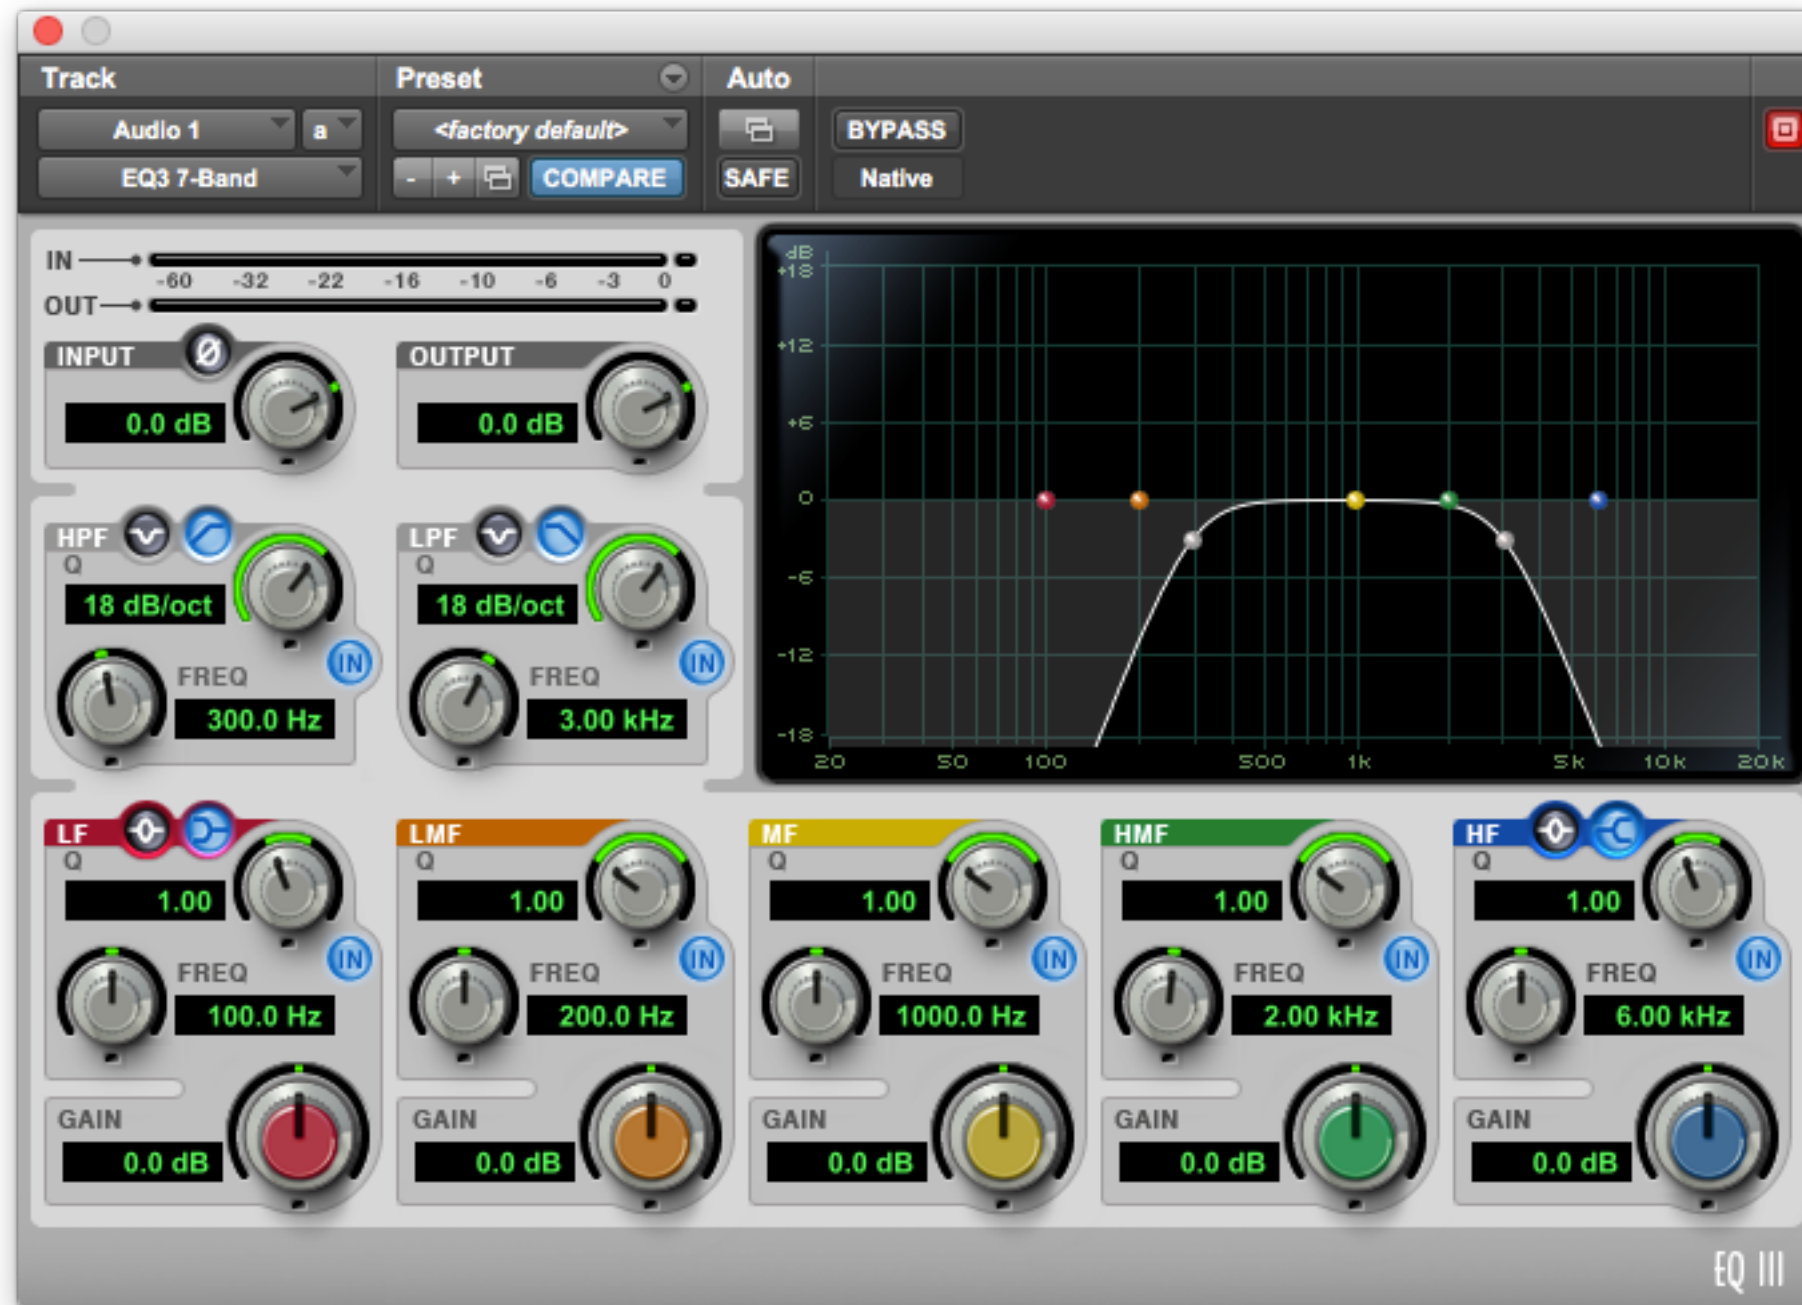 Track Preset Auto
Audio 1 a <factory default> BYPASS
EQ3 7-Band - + COMPARE SAFE Native
IN
-60 -32 -22 -16 -10 -6 -3 0
OUT
INPUT Ø OUTPUT
0.0 dB 0.0 dB
HPF LPF
Q Q
18 dB/oct 18 dB/oct
IN IN
FREQ FREQ
300.0 Hz 3.00 kHz
dB
+18
+12
+6
0
-6
-12
-18
20 50 100 500 1k 5k 10k 20k
LF LMF MF HMF HF
Q Q Q Q Q
1.00 1.00 1.00 1.00 1.00
IN IN IN IN IN
FREQ FREQ FREQ FREQ FREQ
100.0 Hz 200.0 Hz 1000.0 Hz 2.00 kHz 6.00 kHz
GAIN GAIN GAIN GAIN GAIN
0.0 dB 0.0 dB 0.0 dB 0.0 dB 0.0 dB
EQ III